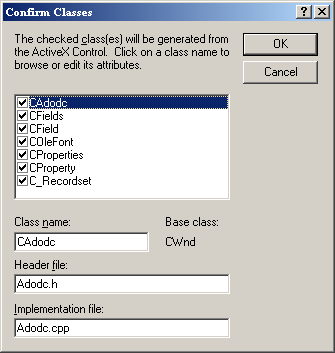 Confirm Classes
The checked class(es) will be generated from
the ActiveX Control. Click on a class name to
browse or edit its attributes.
OK
Cancel
CAdodc
CFields
CField
COleFont
CProperties
CProperty
C_Recordset
Class name:
Base class:
CAdodc
CWnd
Header file:
Adodc.h
Implementation file:
Adodc.cpp